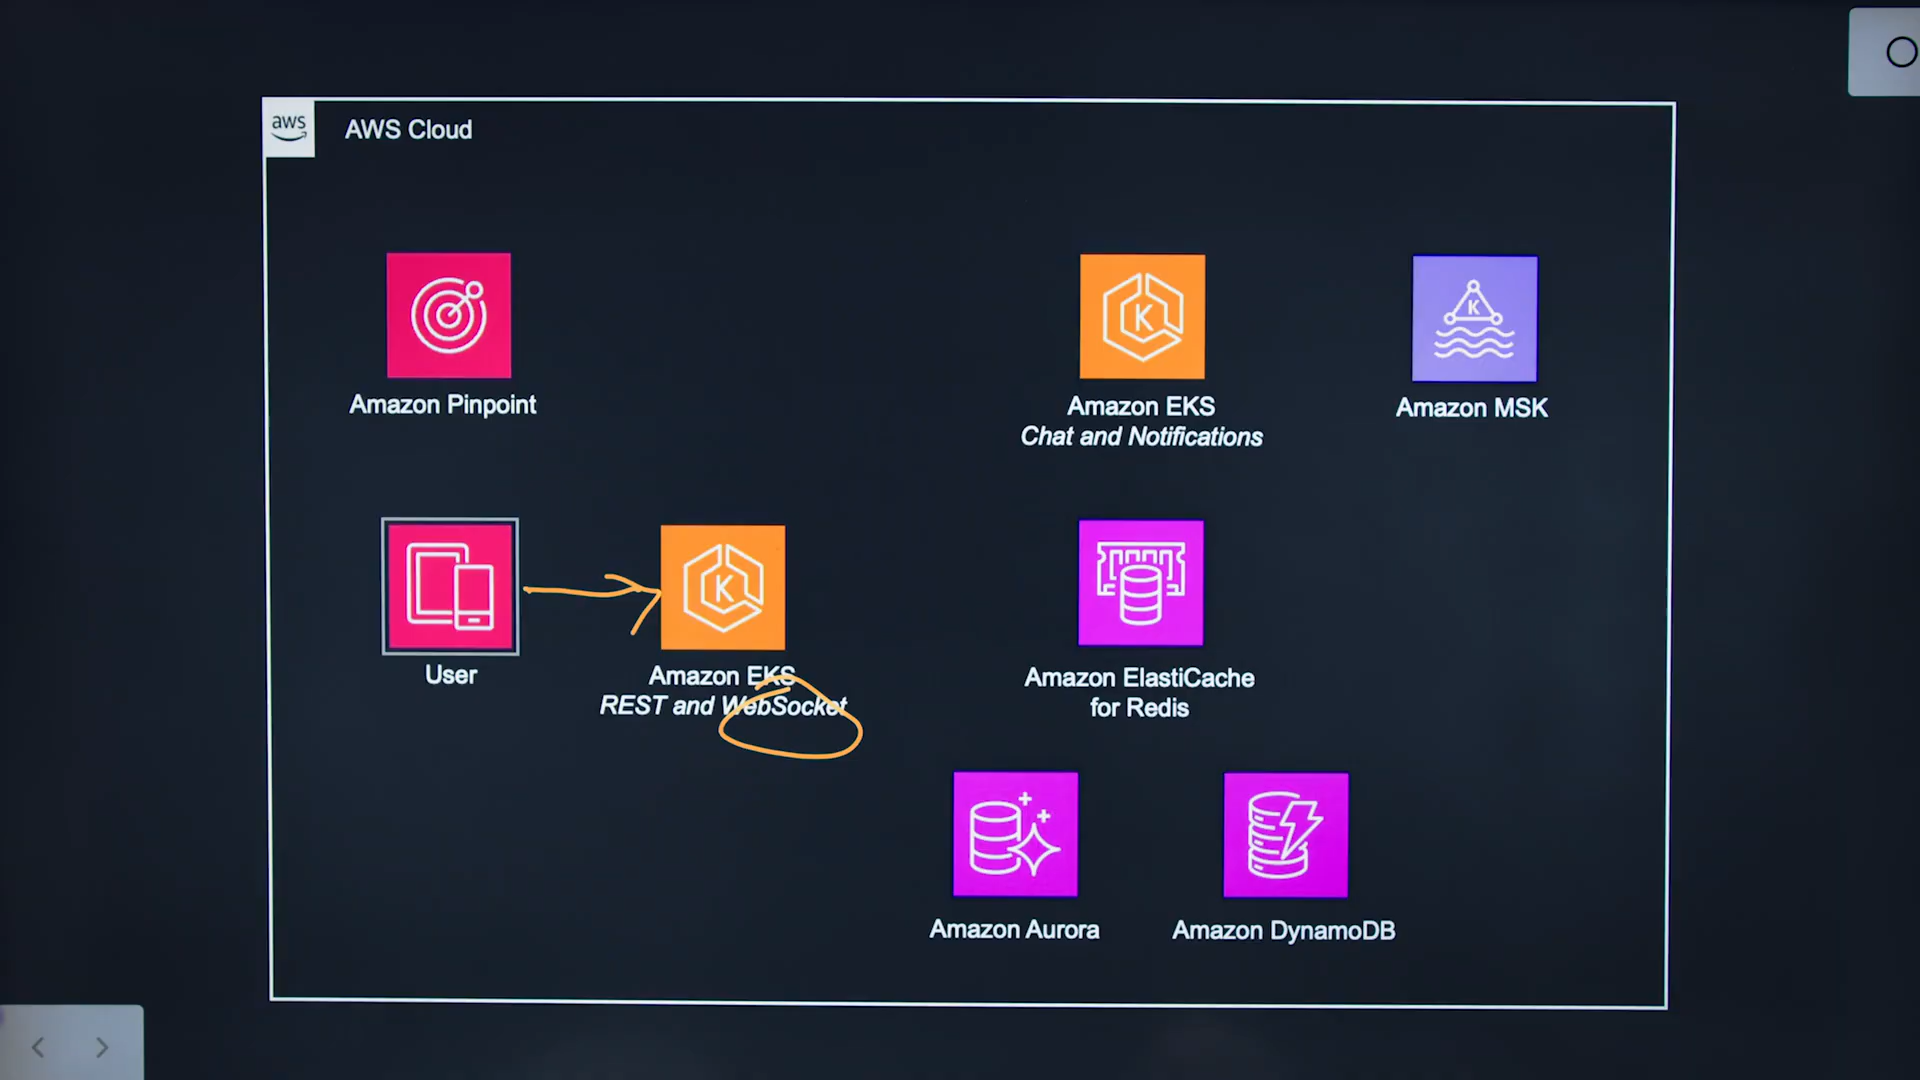 aws
AWS Cloud
Amazon Pinpoint
Amazon EKS
Chat and Notifications
Amazon MSK
User
Amazon EKS
REST and WebSocket
Amazon ElastiCache
for Redis
Amazon Aurora
Amazon DynamoDB